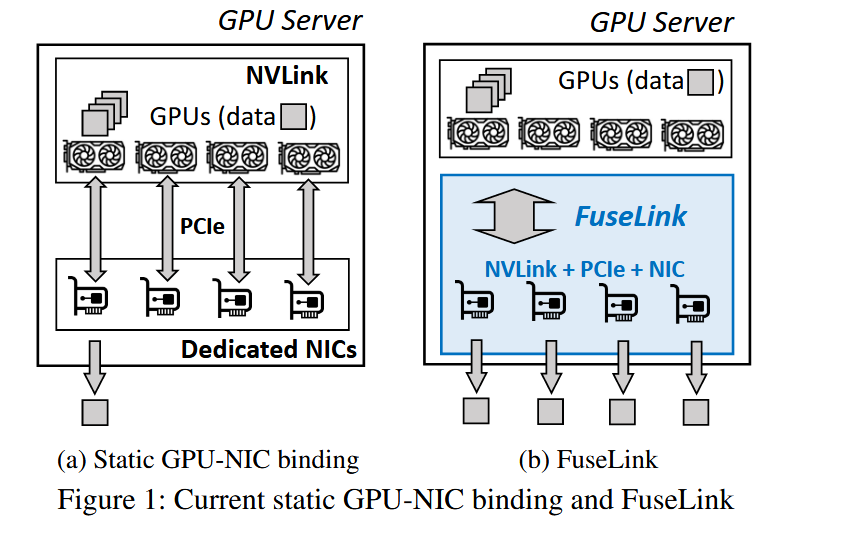 GPU Server
NVLink
GPUs (data )
PCIe
Dedicated NICs
(a) Static GPU-NIC binding
GPU Server
GPUs (data )
FuseLink
NVLink + PCIe + NIC
(b) FuseLink
Figure 1: Current static GPU-NIC binding and FuseLink